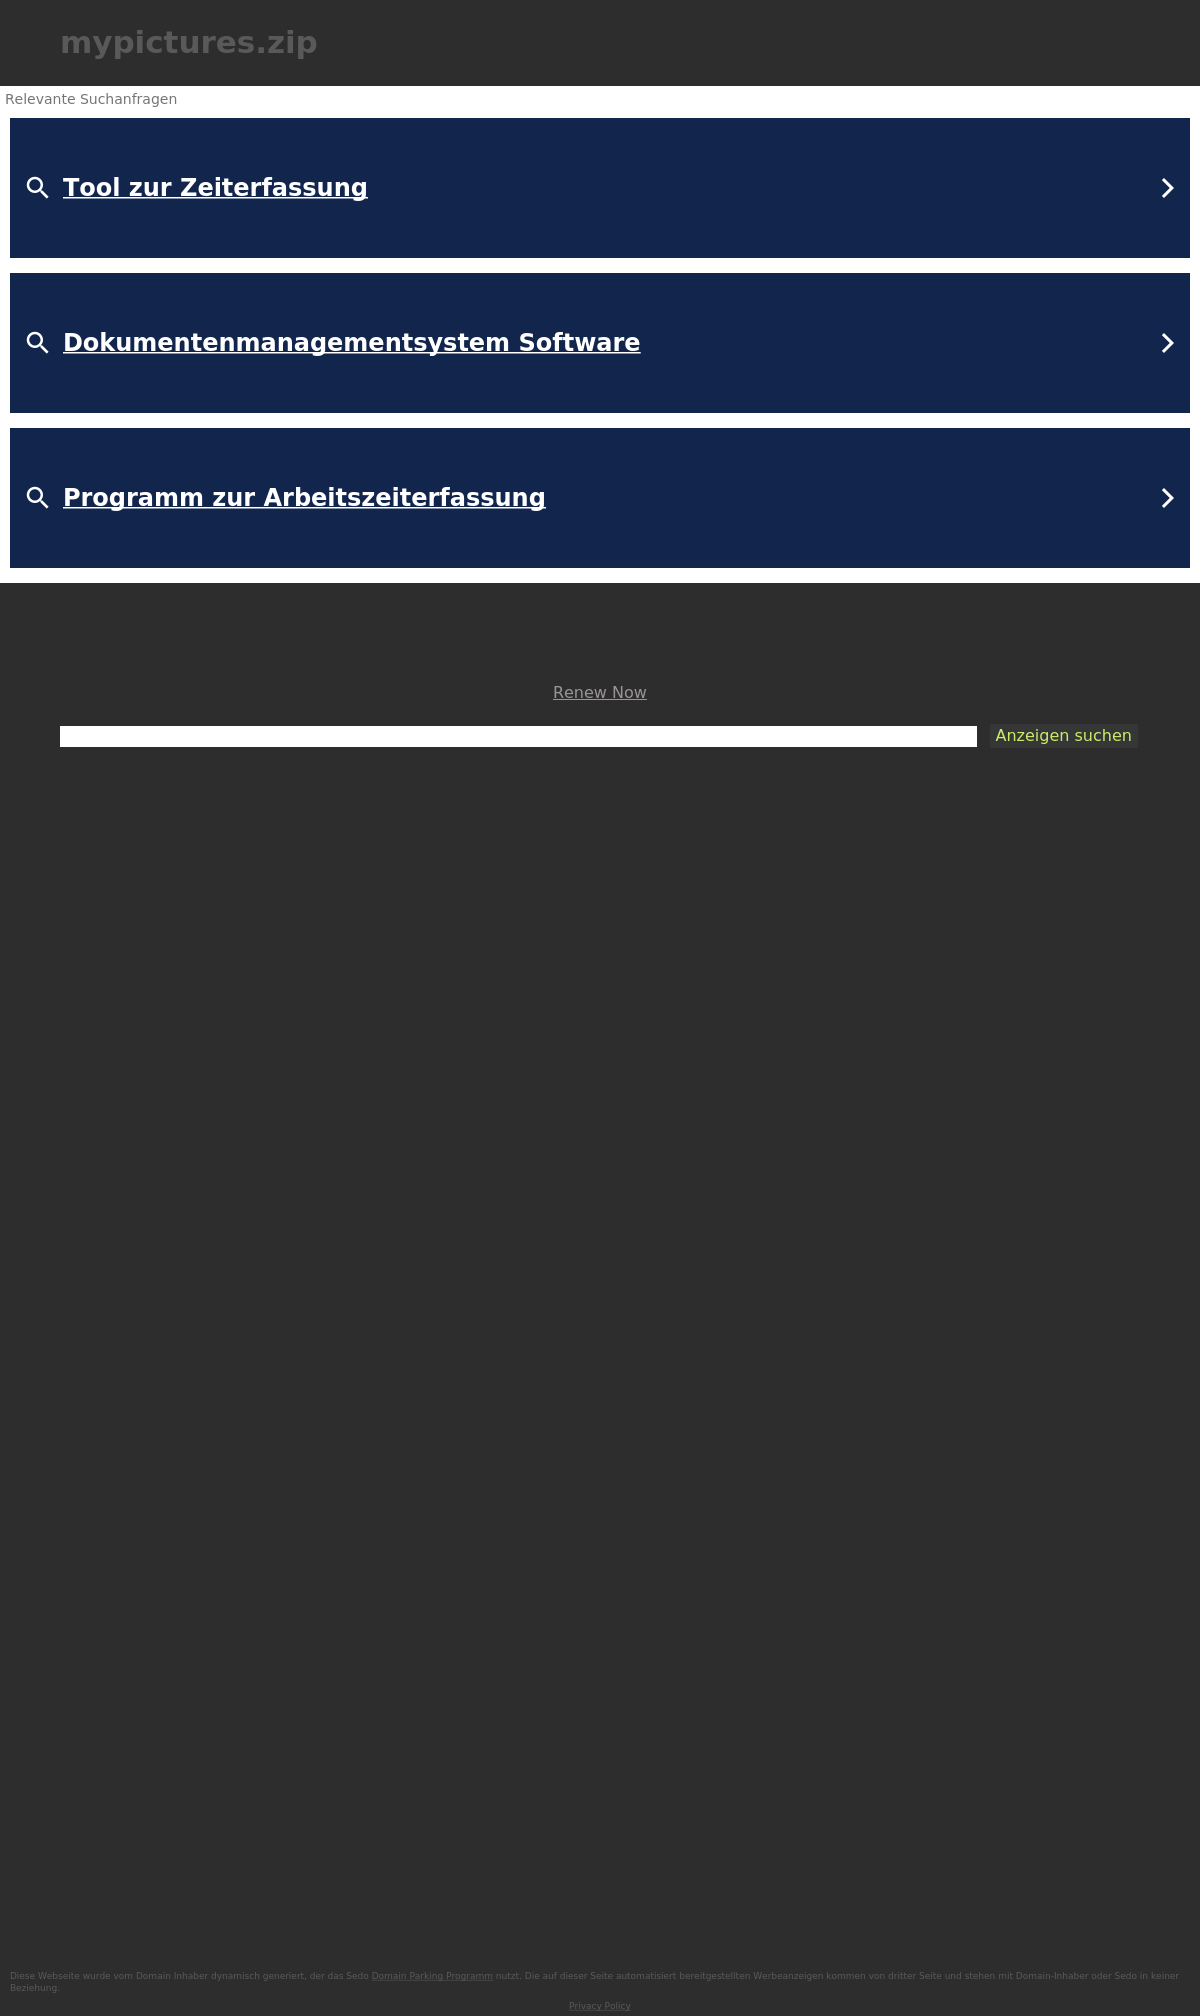 mypictures.zip
Relevante Suchanfragen
Tool zur Zeiterfassung
Dokumentenmanagementsystem Software
Programm zur Arbeitszeiterfassung
Renew Now
Anzeigen suchen
Diese Webseite wurde vom Domain Inhaber dynamisch generiert, der das Sedo Domain Parking Programm nutzt. Die auf dieser Seite automatisiert bereitgestellten Werbeanzeigen kommen von dritter Seite und stehen mit Domain-Inhaber oder Sedo in keiner
Beziehung.
Privacy Policy